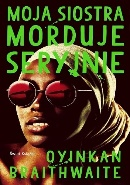 MOJA SIOSTRA
MORDUJE
SERYJNIE
OYINKAN
BRAITHWAITE